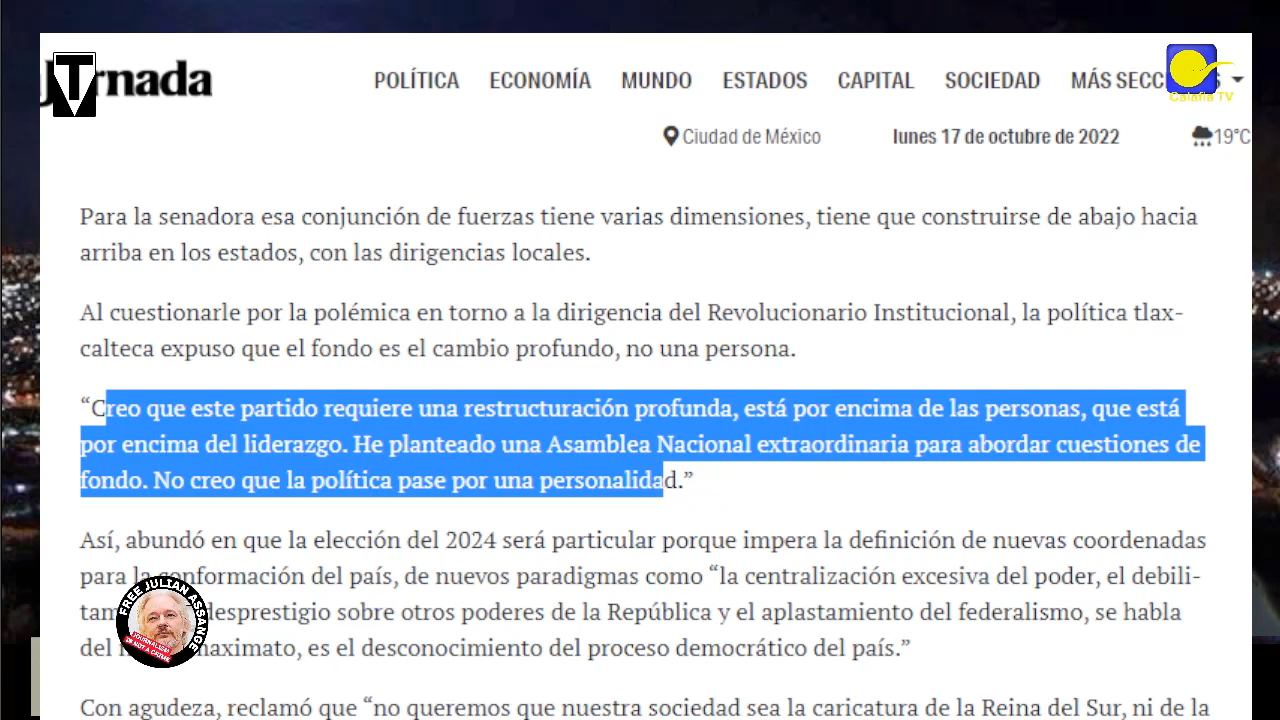 Jornada
POLÍTICA ECONOMÍA MUNDO ESTADOS CAPITAL SOCIEDAD MÁS SECC
Calafia TV
Ciudad de México lunes 17 de octubre de 2022 19°C
Para la senadora esa conjunción de fuerzas tiene varias dimensiones, tiene que construirse de abajo hacia
arriba en los estados, con las dirigencias locales.
Al cuestionarle por la polémica en torno a la dirigencia del Revolucionario Institucional, la política tlax-
calteca expuso que el fondo es el cambio profundo, no una persona.
“Creo que este partido requiere una restructuración profunda, está por encima de las personas, que está
por encima del liderazgo. He planteado una Asamblea Nacional extraordinaria para abordar cuestiones de
fondo. No creo que la política pase por una personalidad.”
Así, abundó en que la elección del 2024 será particular porque impera la definición de nuevas coordenadas
para la conformación del país, de nuevos paradigmas como “la centralización excesiva del poder, el debili-
tam desprestigio sobre otros poderes de la República y el aplastamiento del federalismo, se habla
del maximato, es el desconocimiento del proceso democrático del país.”
FREE JULIAN ASSANGE
JOURNALISM
IS NOT A CRIME
Con agudeza, reclamó que “no queremos que nuestra sociedad sea la caricatura de la Reina del Sur, ni de la